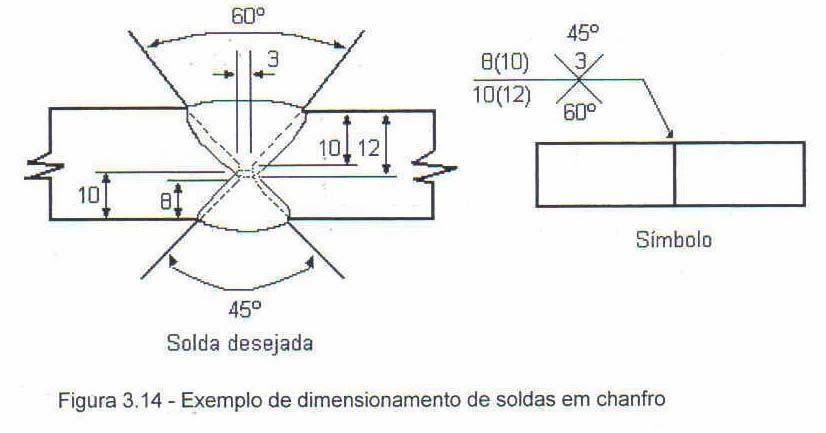 60º
3
10 12
10 8
45º
Solda desejada
45º
8(10) 3
10(12) 60º
Símbolo
Figura 3.14 - Exemplo de dimensionamento de soldas em chanfro